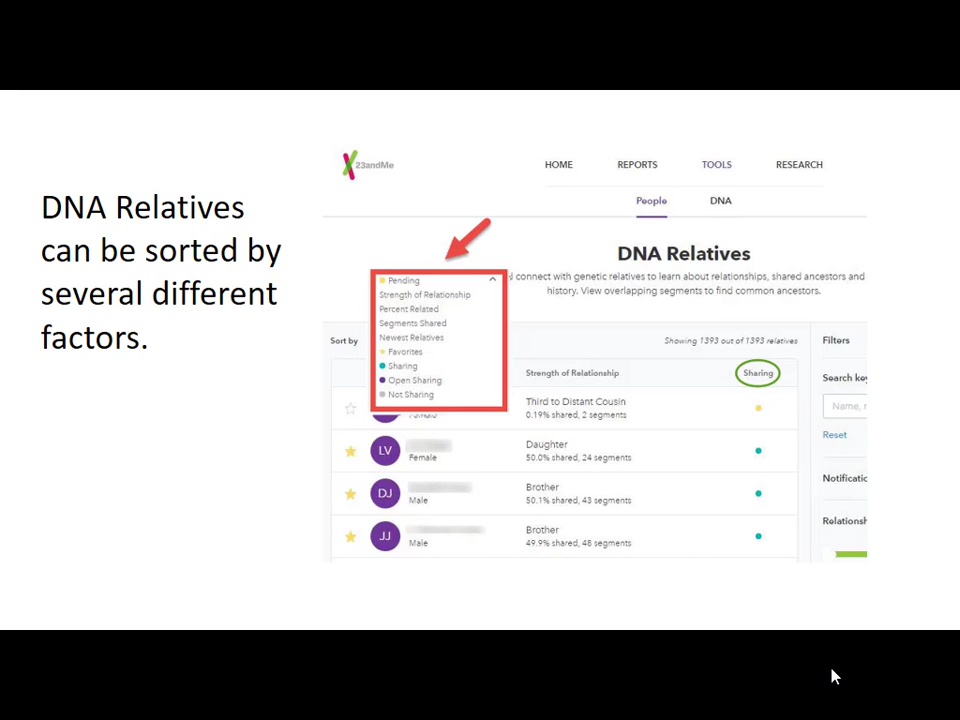 DNA Relatives
can be sorted by
several different
factors.
23andMe
HOME REPORTS TOOLS RESEARCH
People DNA
DNA Relatives
connect with genetic relatives to learn about relationships, shared ancestors and
history. View overlapping segments to find common ancestors.
Sort by
Pending
Strength of Relationship
Percent Related
Segments Shared
Newest Relatives
Favorites
Sharing
Open Sharing
Not Sharing
Showing 1393 out of 1393 relatives
Filters
Strength of Relationship Sharing
Search key
Name, r
Reset
Third to Distant Cousin
0.19% shared, 2 segments
LV
Female
Daughter
50.0% shared, 24 segments
DJ
Male
Brother
50.1% shared, 43 segments
Notificatio
JJ
Male
Brother
49.9% shared, 48 segments
Relationsh